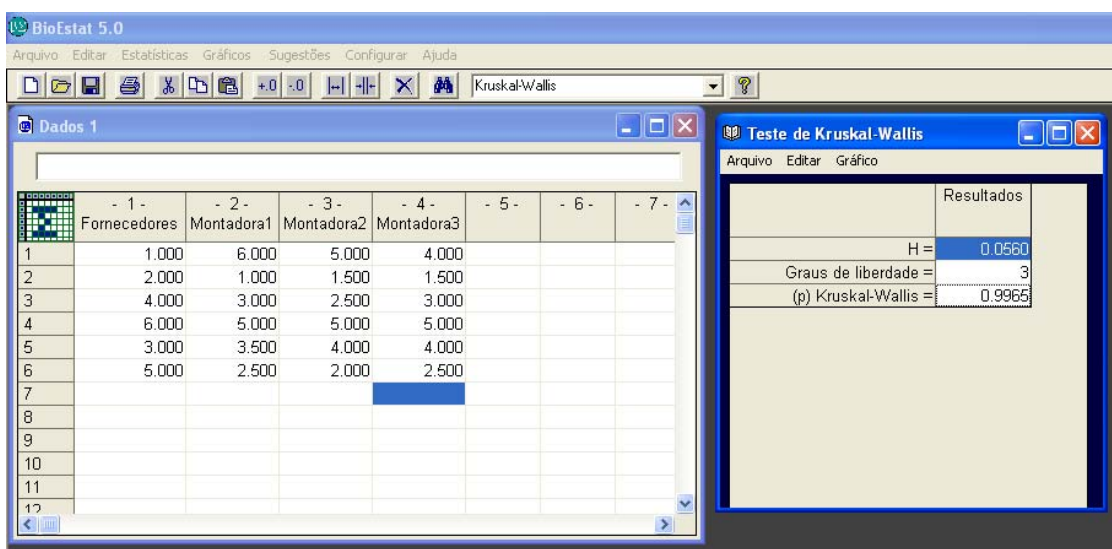 BioEstat 5.0
Arquivo Editar Estatísticas Gráficos Sugestões Configurar Ajuda
+.0 -.0 Kruskal-Wallis ?
Dados 1
- 1 - - 2 - - 3 - - 4 - - 5 - - 6 - - 7 -
Fornecedores Montadora1 Montadora2 Montadora3
1 1.000 6.000 5.000 4.000
2 2.000 1.000 1.500 1.500
3 4.000 3.000 2.500 3.000
4 6.000 5.000 5.000 5.000
5 3.000 3.500 4.000 4.000
6 5.000 2.500 2.000 2.500
7
8
9
10
11
12
Teste de Kruskal-Wallis
Arquivo Editar Gráfico
Resultados
H = 0.0560
Graus de liberdade = 3
(p) Kruskal-Wallis = 0.9965